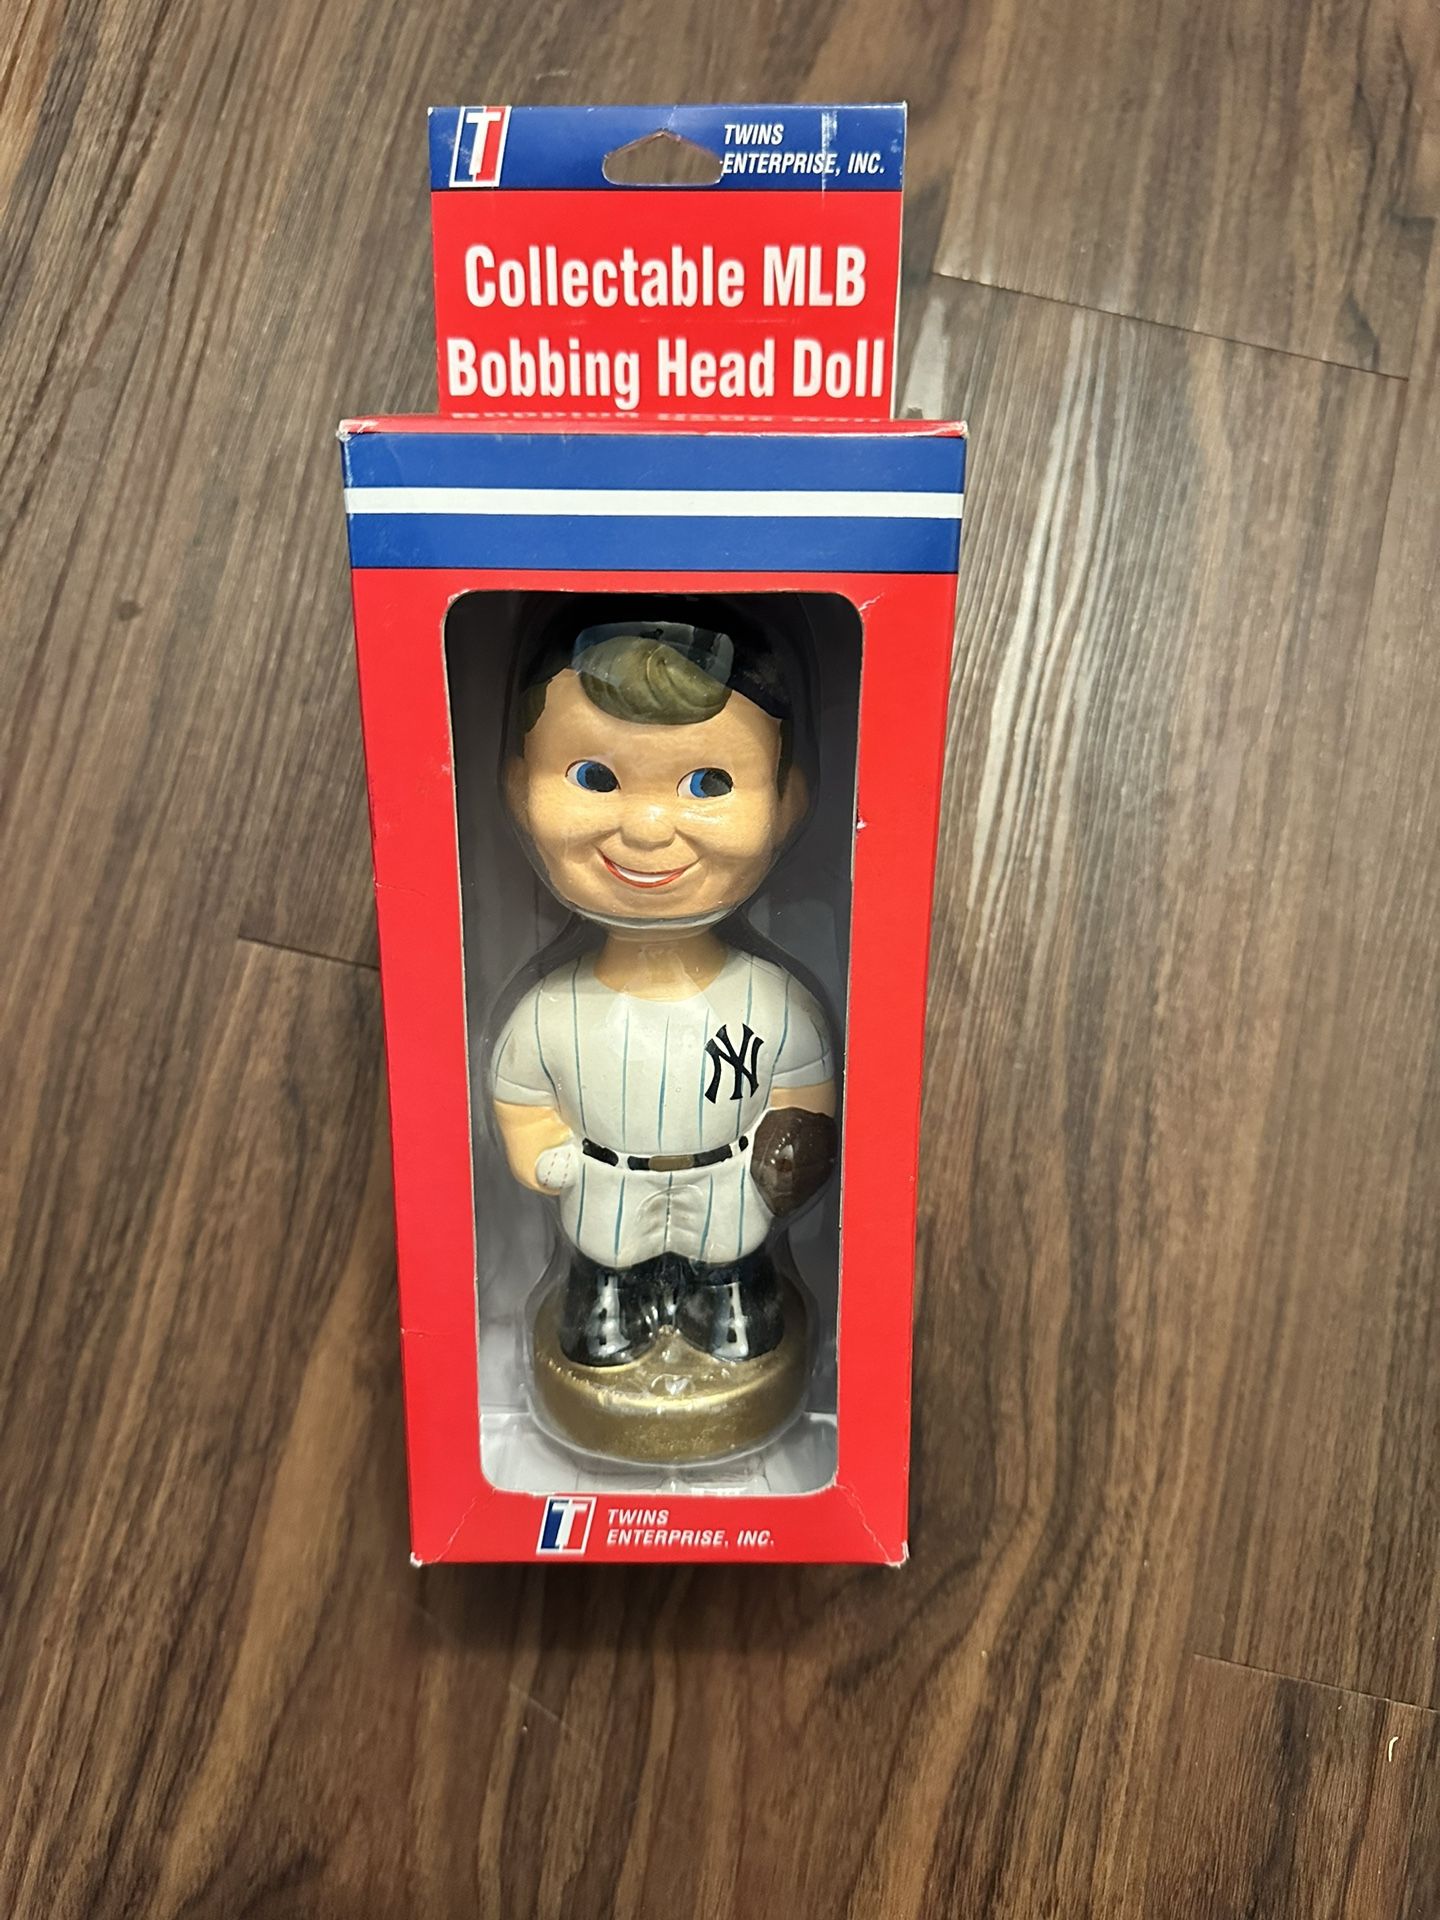 T
TWINS
ENTERPRISE, INC.
Collectable MLB
Bobbing Head Doll
NY
T
TWINS
ENTERPRISE, INC.